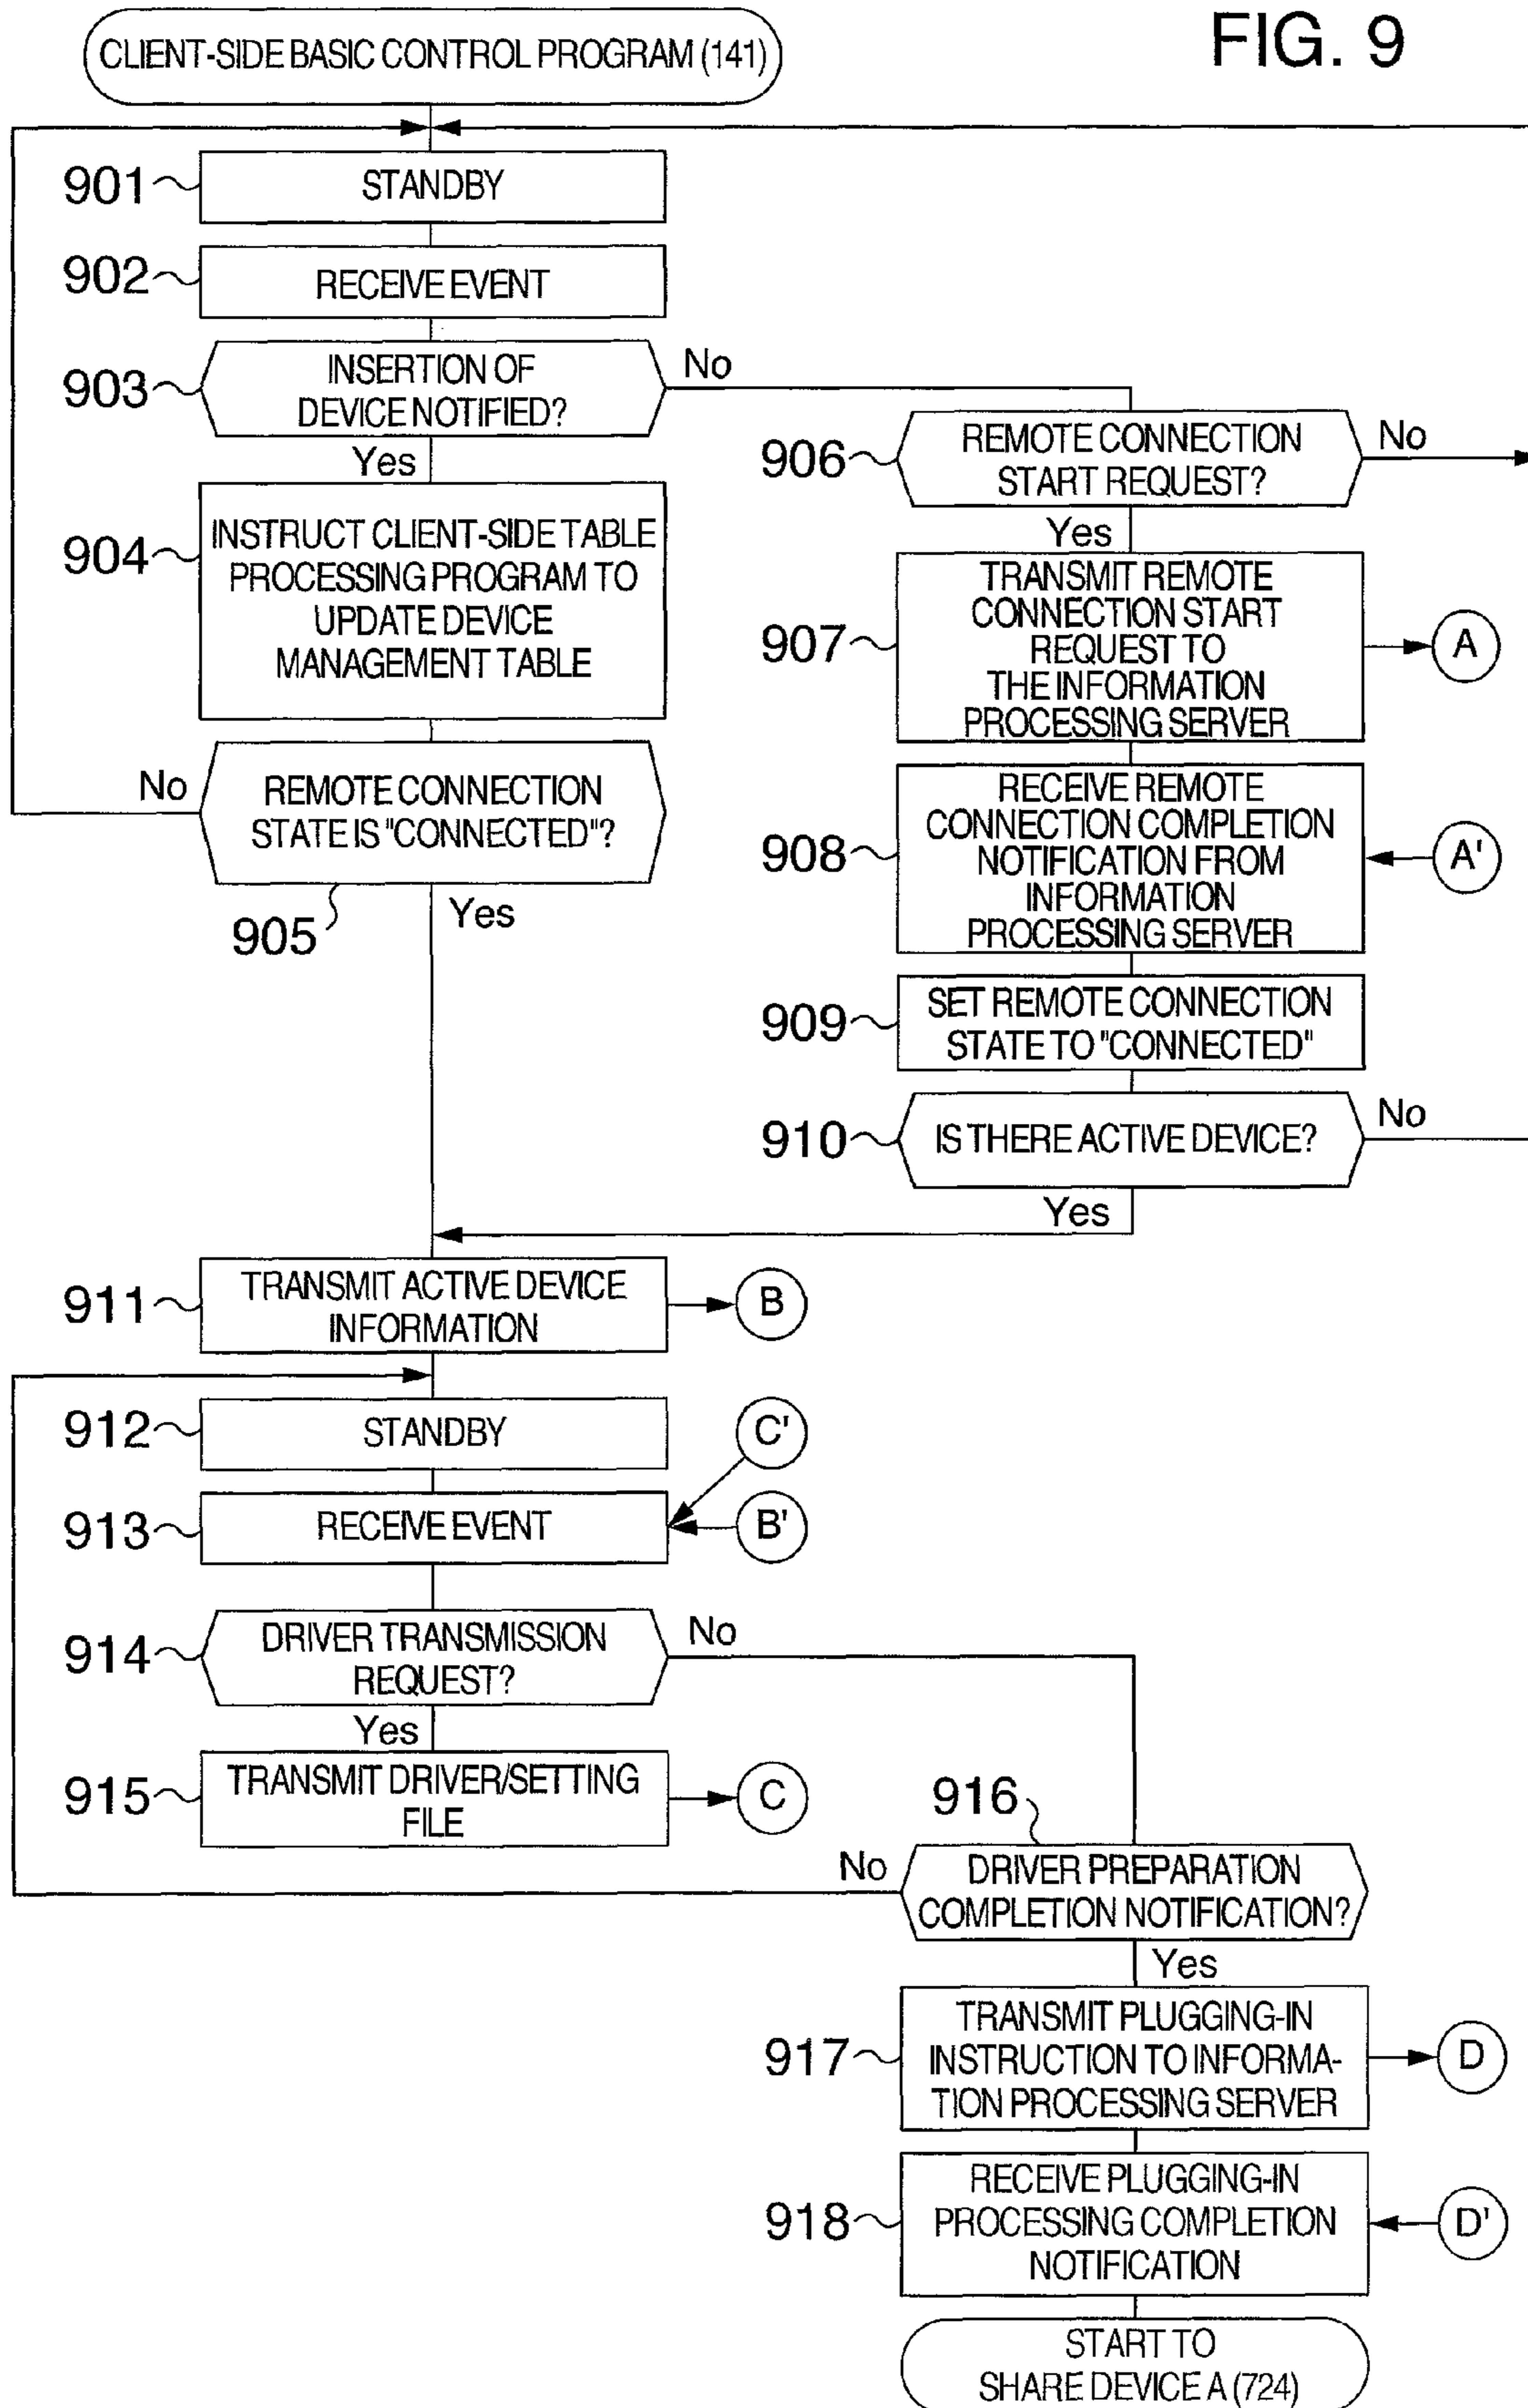 FIG. 9
CLIENT-SIDE BASIC CONTROL PROGRAM (141)
901
STANDBY
902
RECEIVE EVENT
903
INSERTION OF
DEVICE NOTIFIED?
No
Yes
904
INSTRUCT CLIENT-SIDE TABLE
PROCESSING PROGRAM TO
UPDATE DEVICE
MANAGEMENT TABLE
No
REMOTE CONNECTION
STATE IS "CONNECTED"?
905
Yes
906
REMOTE CONNECTION
START REQUEST?
No
Yes
907
TRANSMIT REMOTE
CONNECTION START
REQUEST TO
THE INFORMATION
PROCESSING SERVER
A
908
RECEIVE REMOTE
CONNECTION COMPLETION
NOTIFICATION FROM
INFORMATION
PROCESSING SERVER
A'
909
SET REMOTE CONNECTION
STATE TO "CONNECTED"
910
IS THERE ACTIVE DEVICE?
No
Yes
911
TRANSMIT ACTIVE DEVICE
INFORMATION
B
912
STANDBY
C'
913
RECEIVE EVENT
B'
914
DRIVER TRANSMISSION
REQUEST?
No
Yes
915
TRANSMIT DRIVER/SETTING
FILE
C
916
No
DRIVER PREPARATION
COMPLETION NOTIFICATION?
Yes
917
TRANSMIT PLUGGING-IN
INSTRUCTION TO INFORMA-
TION PROCESSING SERVER
D
918
RECEIVE PLUGGING-IN
PROCESSING COMPLETION
NOTIFICATION
D'
START TO
SHARE DEVICE A (724)